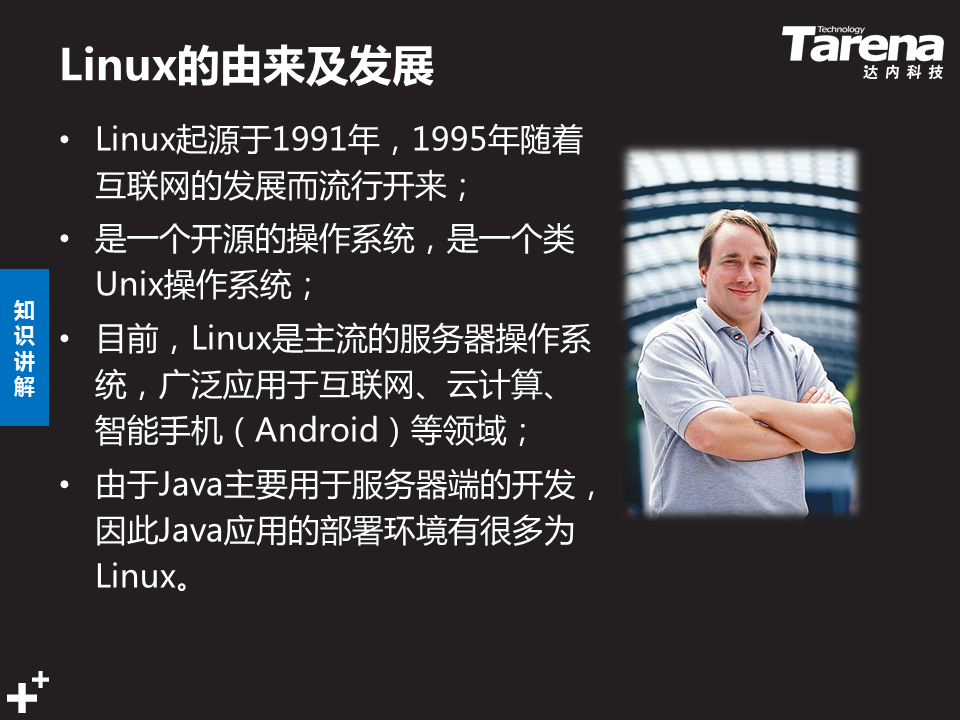 Linux的由来及发展
Technology
Tarena
达内科技
• Linux起源于1991年，1995年随着
互联网的发展而流行开来；
• 是一个开源的操作系统，是一个类
Unix操作系统；
• 目前，Linux是主流的服务器操作系
统，广泛应用于互联网、云计算、
智能手机（Android）等领域；
• 由于Java主要用于服务器端的开发，
因此Java应用的部署环境有很多为
Linux。
知
识
讲
解